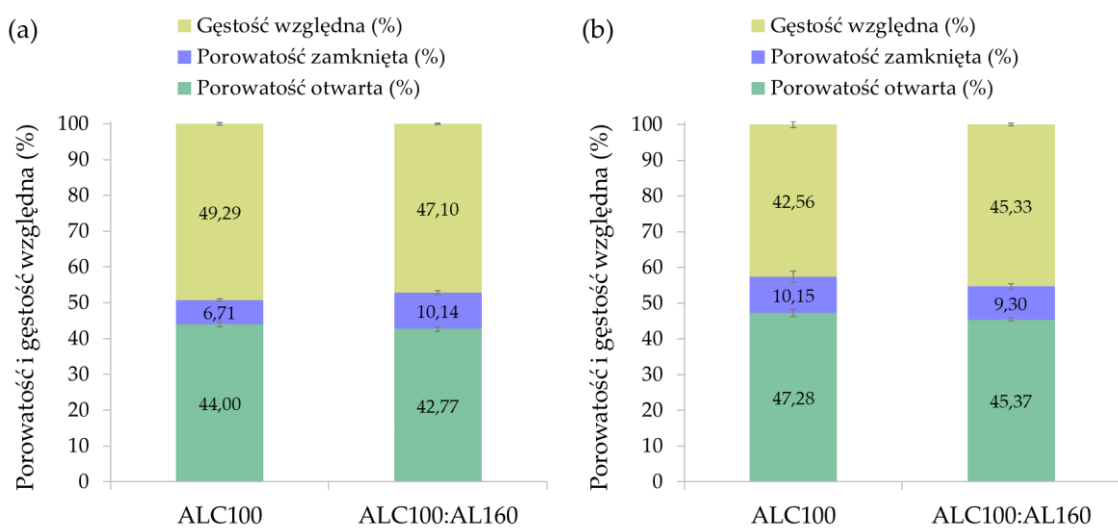 (a)
Gęstość względna (%)
Porowatość zamknięta (%)
Porowatość otwarta (%)
Porowatość i gęstość względna (%)
100
90
80
70
60
50
40
30
20
10
0
49,29
6,71
44,00
47,10
10,14
42,77
ALC100
ALC100:AL160
(b)
Gęstość względna (%)
Porowatość zamknięta (%)
Porowatość otwarta (%)
Porowatość i gęstość względna (%)
100
90
80
70
60
50
40
30
20
10
0
42,56
10,15
47,28
45,33
9,30
45,37
ALC100
ALC100:AL160